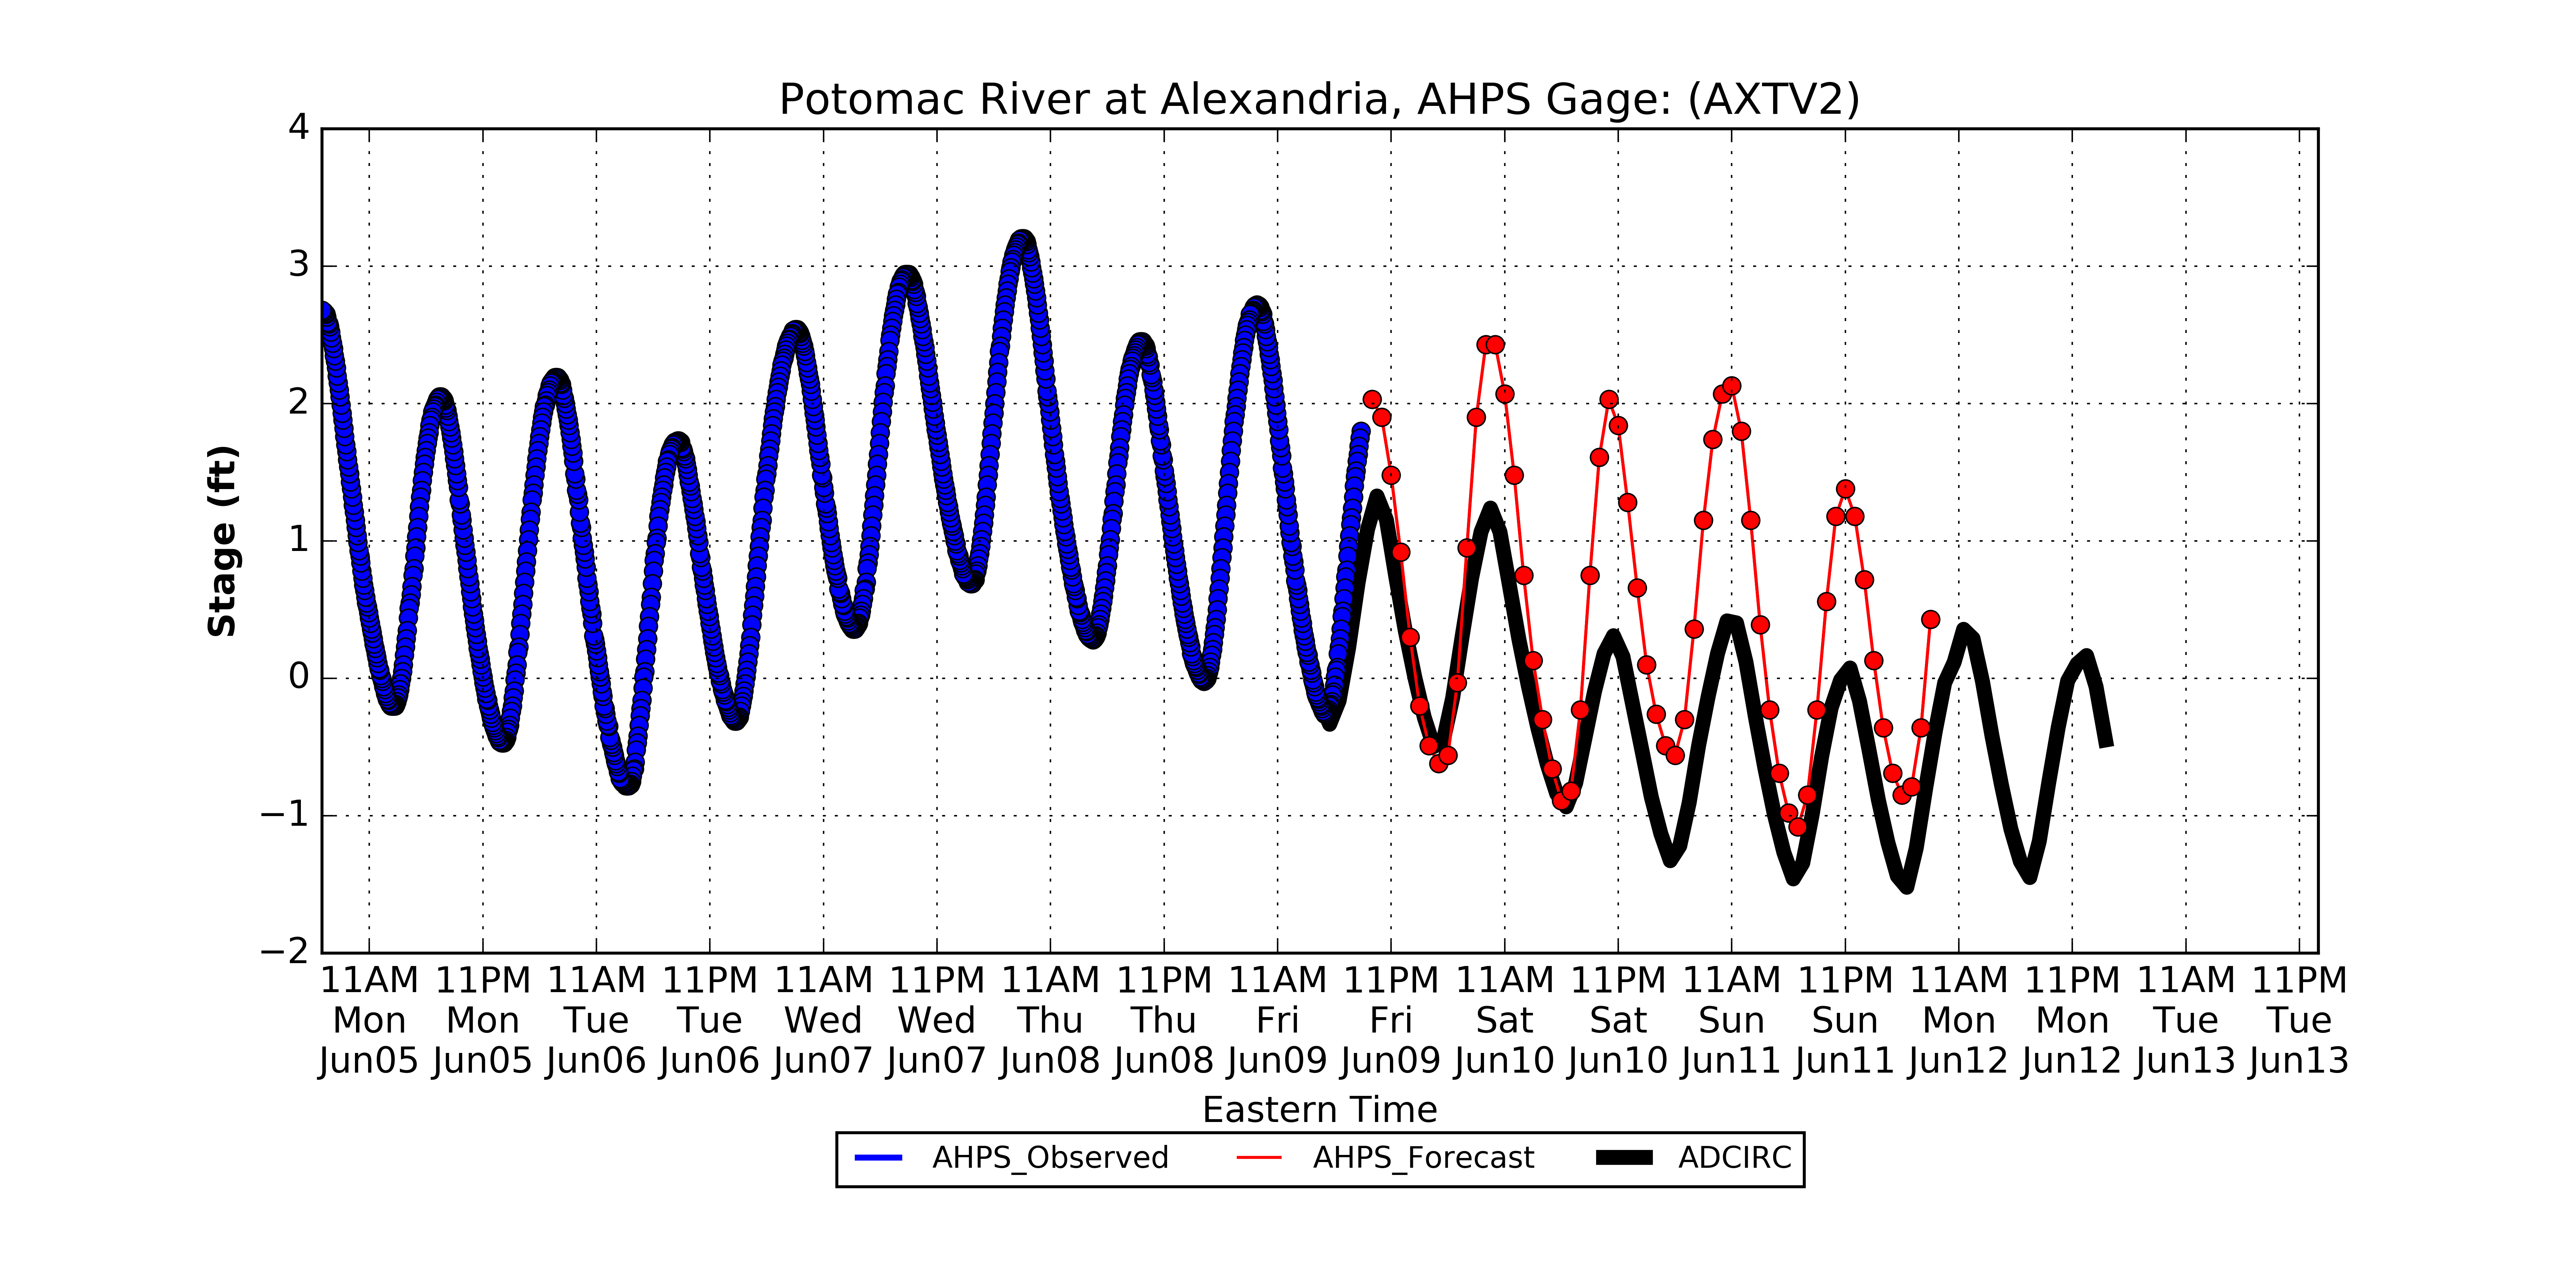 Potomac River at Alexandria, AHPS Gage: (AXTV2)
4
3
2
1
0
−1
−2
Stage (ft)
11AM 11PM 11AM 11PM 11AM 11PM 11AM 11PM 11AM 11PM 11AM 11PM 11AM 11PM 11AM 11PM 11AM 11PM
Mon Mon Tue Tue Wed Wed Thu Thu Fri Fri Sat Sat Sun Sun Mon Mon Tue Tue
Jun05 Jun05 Jun06 Jun06 Jun07 Jun07 Jun08 Jun08 Jun09 Jun09 Jun10 Jun10 Jun11 Jun11 Jun12 Jun12 Jun13 Jun13
Eastern Time
AHPS_Observed AHPS_Forecast ADCIRC